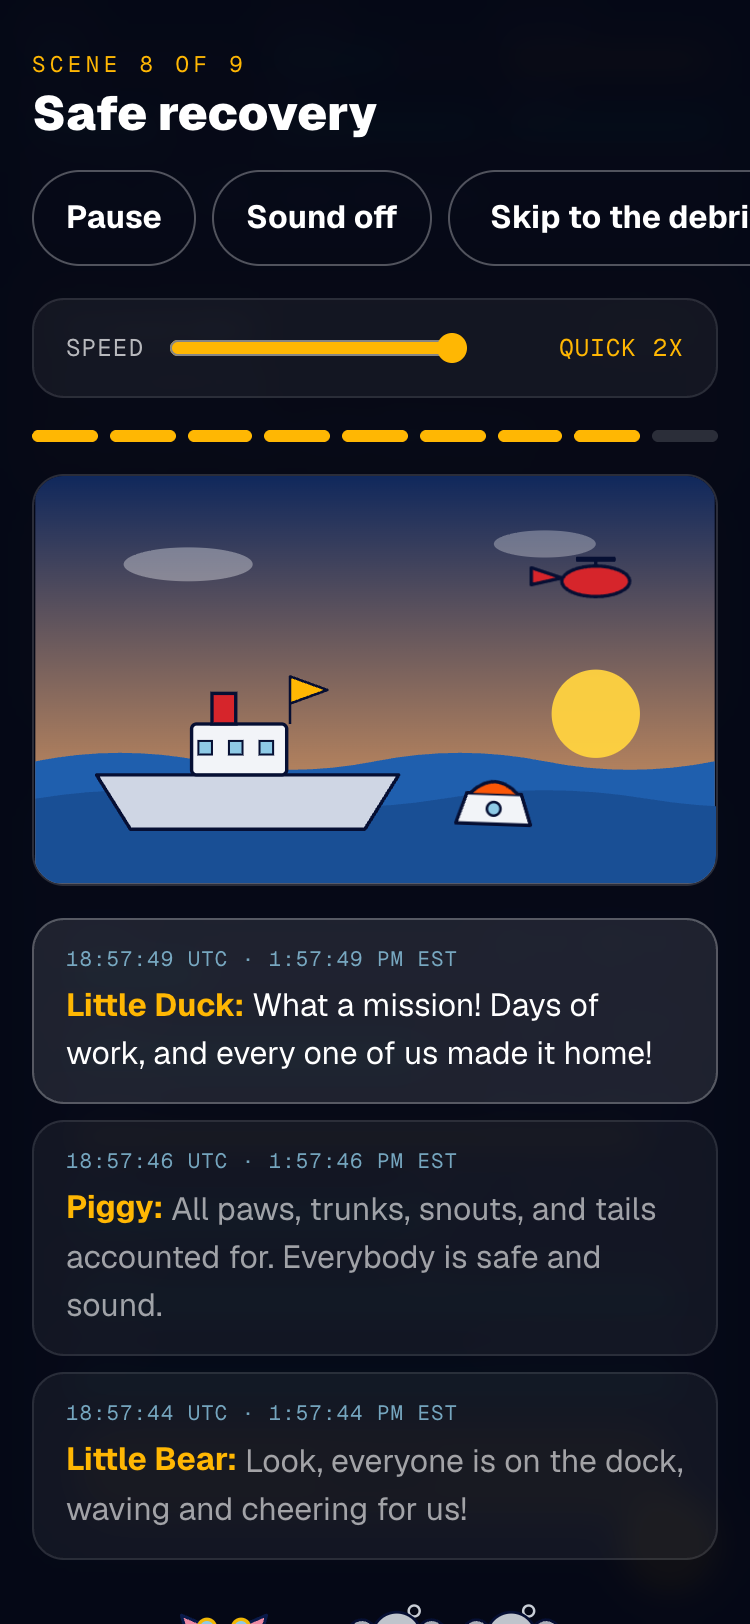 SCENE 8 OF 9
Safe recovery
Pause
Sound off
Skip to the debri
SPEED
QUICK 2X
18:57:49 UTC · 1:57:49 PM EST
Little Duck: What a mission! Days of
work, and every one of us made it home!
18:57:46 UTC · 1:57:46 PM EST
Piggy: All paws, trunks, snouts, and tails
accounted for. Everybody is safe and
sound.
18:57:44 UTC · 1:57:44 PM EST
Little Bear: Look, everyone is on the dock,
waving and cheering for us!